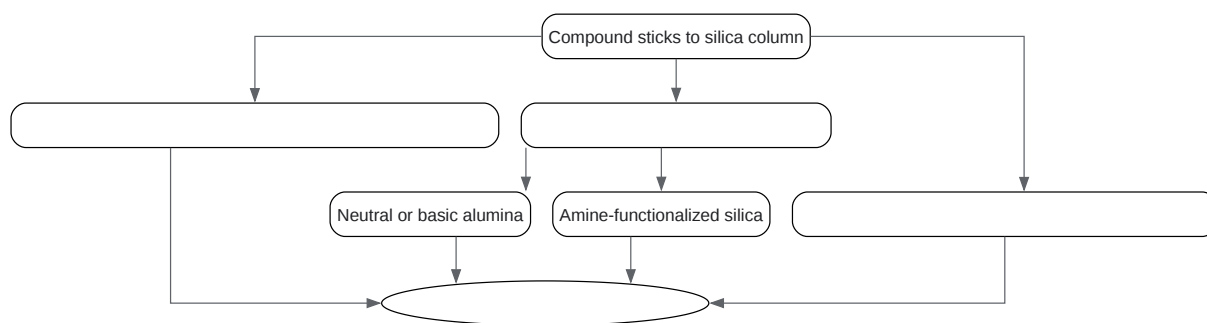 Compound sticks to silica column
Neutral or basic alumina
Amine-functionalized silica